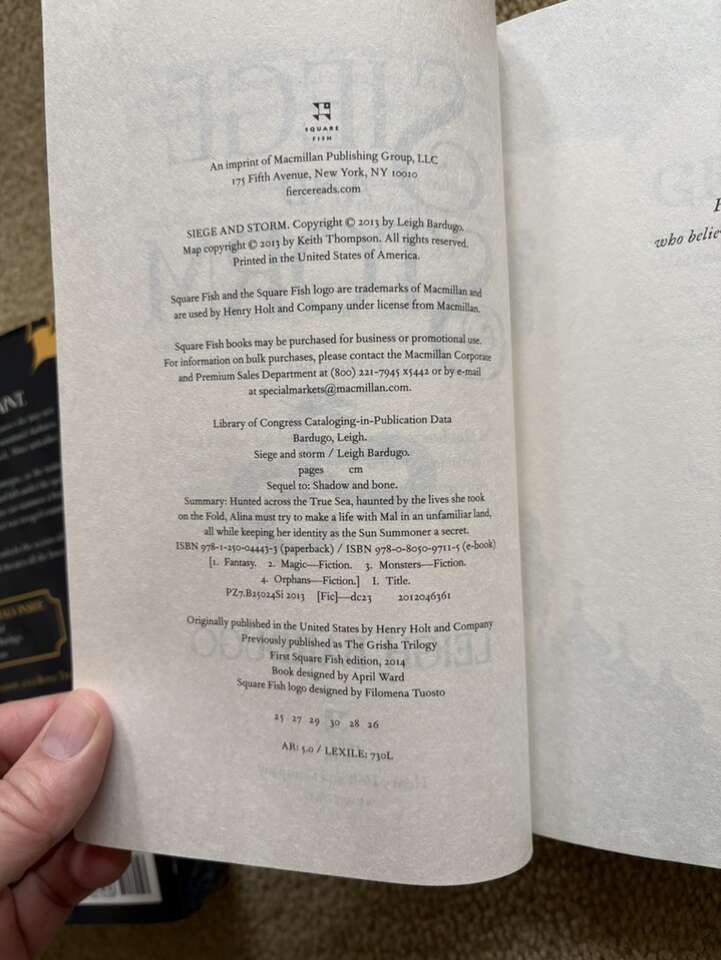 SQUARE
FISH
An imprint of Macmillan Publishing Group, LLC
175 Fifth Avenue, New York, NY 10010
fiercereads.com
SIEGE AND STORM. Copyright © 2013 by Leigh Bardugo.
Map copyright © 2013 by Keith Thompson. All rights reserved.
Printed in the United States of America.
Square Fish and the Square Fish logo are trademarks of Macmillan and
are used by Henry Holt and Company under license from Macmillan.
Square Fish books may be purchased for business or promotional use.
For information on bulk purchases, please contact the Macmillan Corporate
and Premium Sales Department at (800) 221-7945 x5442 or by e-mail
at specialmarkets@macmillan.com.
Library of Congress Cataloging-in-Publication Data
Bardugo, Leigh.
Siege and storm / Leigh Bardugo.
pages cm
Sequel to: Shadow and bone.
Summary: Hunted across the True Sea, haunted by the lives she took
on the Fold, Alina must try to make a life with Mal in an unfamiliar land,
all while keeping her identity as the Sun Summoner a secret.
ISBN 978-1-250-04443-3 (paperback) / ISBN 978-0-8050-9711-5 (e-book)
[1. Fantasy. 2. Magic—Fiction. 3. Monsters—Fiction.
4. Orphans—Fiction.] I. Title.
PZ7.B25024Si 2013 [Fic]—dc23 2012046361
Originally published in the United States by Henry Holt and Company
Previously published as The Grisha Trilogy
First Square Fish edition, 2014
Book designed by April Ward
Square Fish logo designed by Filomena Tuosto
25 27 29 30 28 26
AR: 5.0 / LEXILE: 730L
who belie